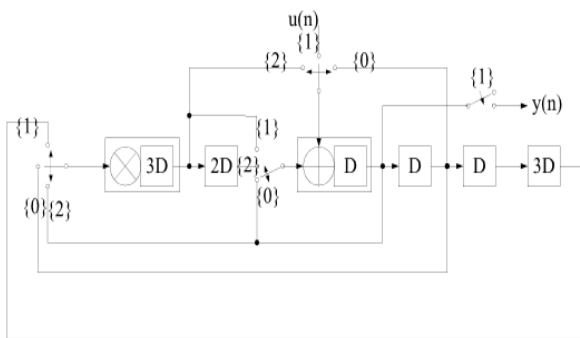 u(n)
{1}
{2} {0}
{1}
y(n)
{1} {1}
3D 2D {2} D D D 3D
{0}
{0} {2}